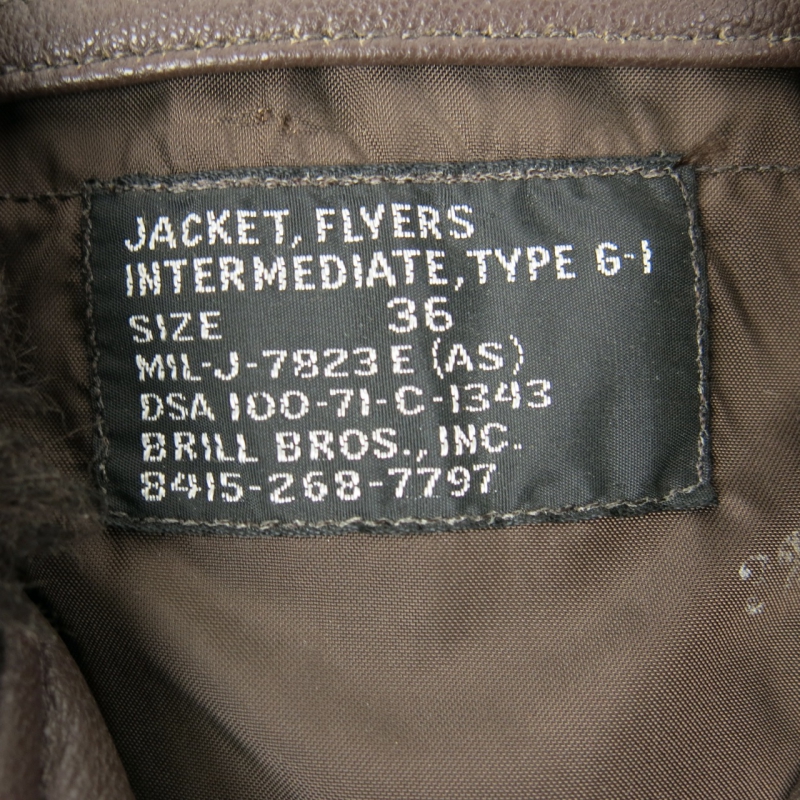 JACKET, FLYERS
INTERMEDIATE, TYPE G-1
SIZE 36
MIL-J-7823 E (AS)
DSA 100-71-C-1343
BRILL BROS., INC.
8415-268-7797